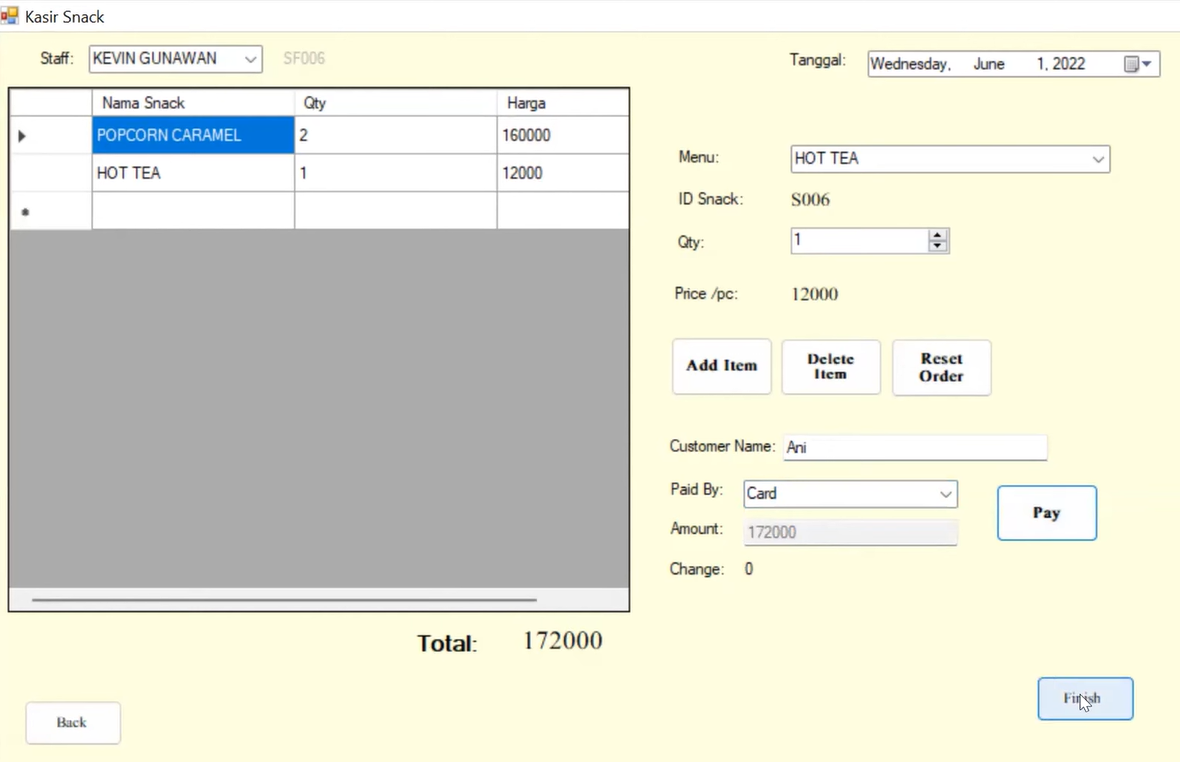 Kasir Snack
Staff: KEVIN GUNAWAN SF006
Tanggal: Wednesday, June 1, 2022
Nama Snack Qty Harga
POPCORN CARAMEL 2 160000
HOT TEA 1 12000
Menu: HOT TEA
ID Snack: S006
Qty: 1
Price /pc: 12000
Add Item
Delete
Item
Reset
Order
Customer Name: Ani
Paid By: Card
Amount: 172000
Pay
Change: 0
Total: 172000
Finish
Back